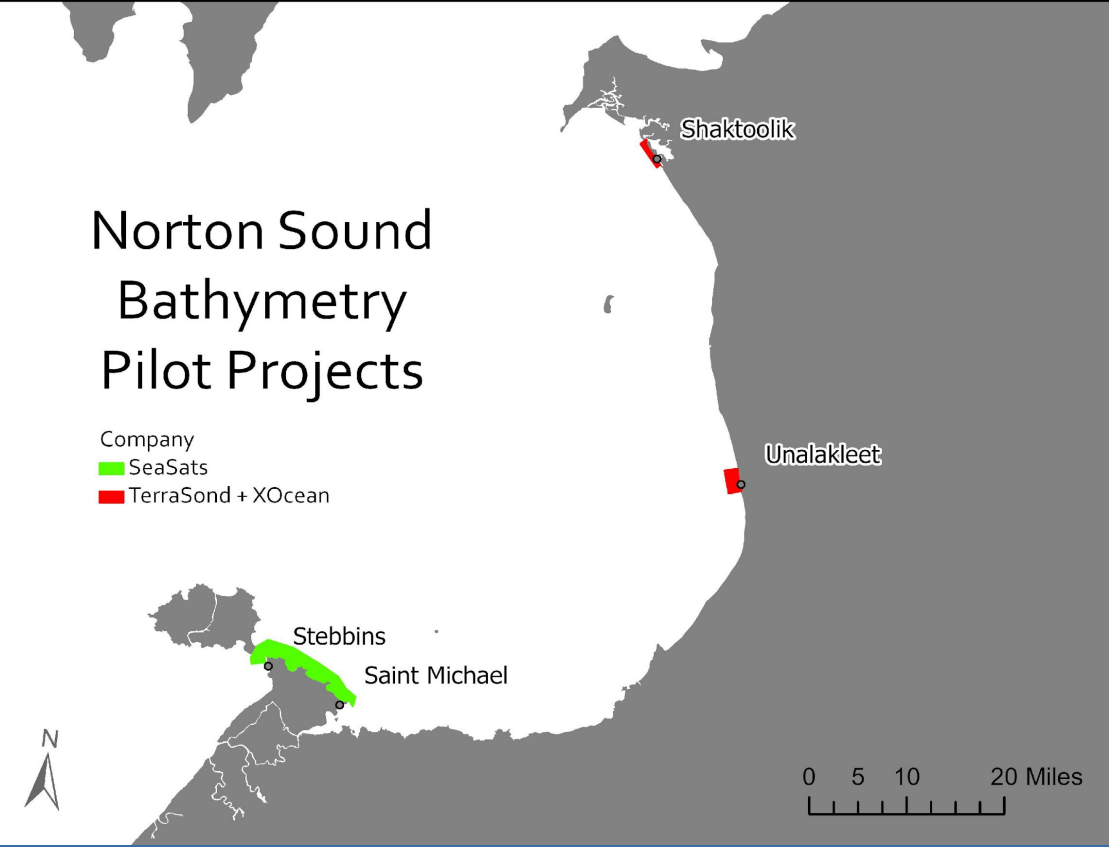 Shaktoolik
Norton Sound
Bathymetry
Pilot Projects
Company
SeaSats
TerraSond + XOcean
Unalakleet
Stebbins
Saint Michael
N
0 5 10 20 Miles